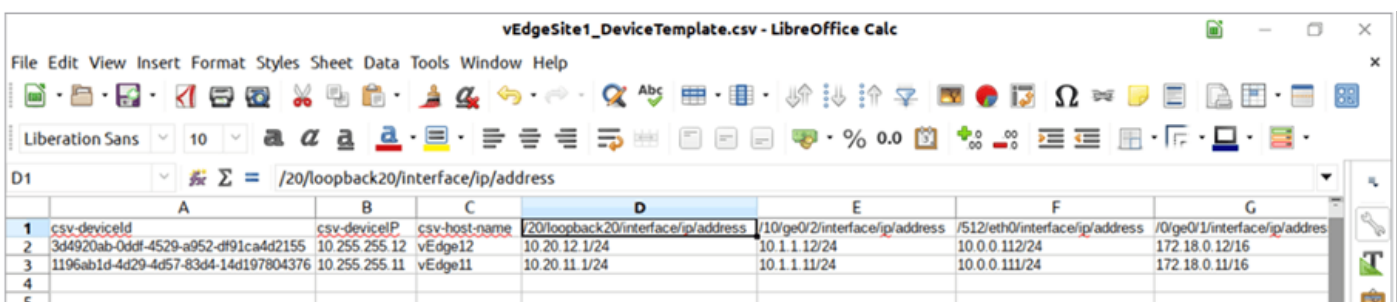 vEdgeSite1_DeviceTemplate.csv - LibreOffice Calc
File Edit View Insert Format Styles Sheet Data Tools Window Help
Liberation Sans 10 a a a a % 0.0
D1 fx Σ = /20/loopback20/interface/ip/address
A B C D E F G
1 csv-deviceId csv-deviceIP csv-host-name /20/loopback20/interface/ip/address /10/ge0/2/interface/ip/address /512/eth0/interface/ip/address /0/ge0/1/interface/ip/addres
2 3d4920ab-0ddf-4529-a952-df91ca4d2155 10.255.255.12 vEdge12 10.20.12.1/24 10.1.1.12/24 10.0.0.112/24 172.18.0.12/16
3 1196ab1d-4d29-4d57-83d4-14d197804376 10.255.255.11 vEdge11 10.20.11.1/24 10.1.1.11/24 10.0.0.111/24 172.18.0.11/16
4